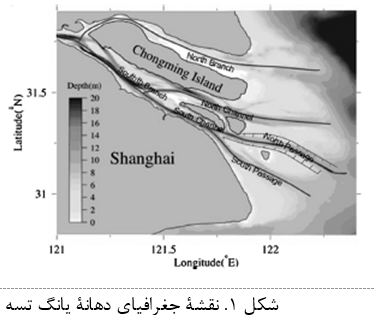 North Branch
Chongming Island
Depth(m)
20
18
16
14
12
10
8
6
4
2
0
South Branch
North Channel
South Channel
North Passage
South Passage
Shanghai
Latitude(°N)
31.5
31
121
121.5
122
Longitude(°E)
شکل ۱. نقشهٔ جغرافیای دهانهٔ یانگ تسه